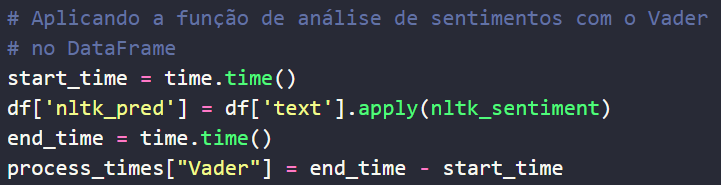 # Aplicando a função de análise de sentimentos com o Vader
# no DataFrame
start_time = time.time()
df['nltk_pred'] = df['text'].apply(nltk_sentiment)
end_time = time.time()
process_times["Vader"] = end_time - start_time